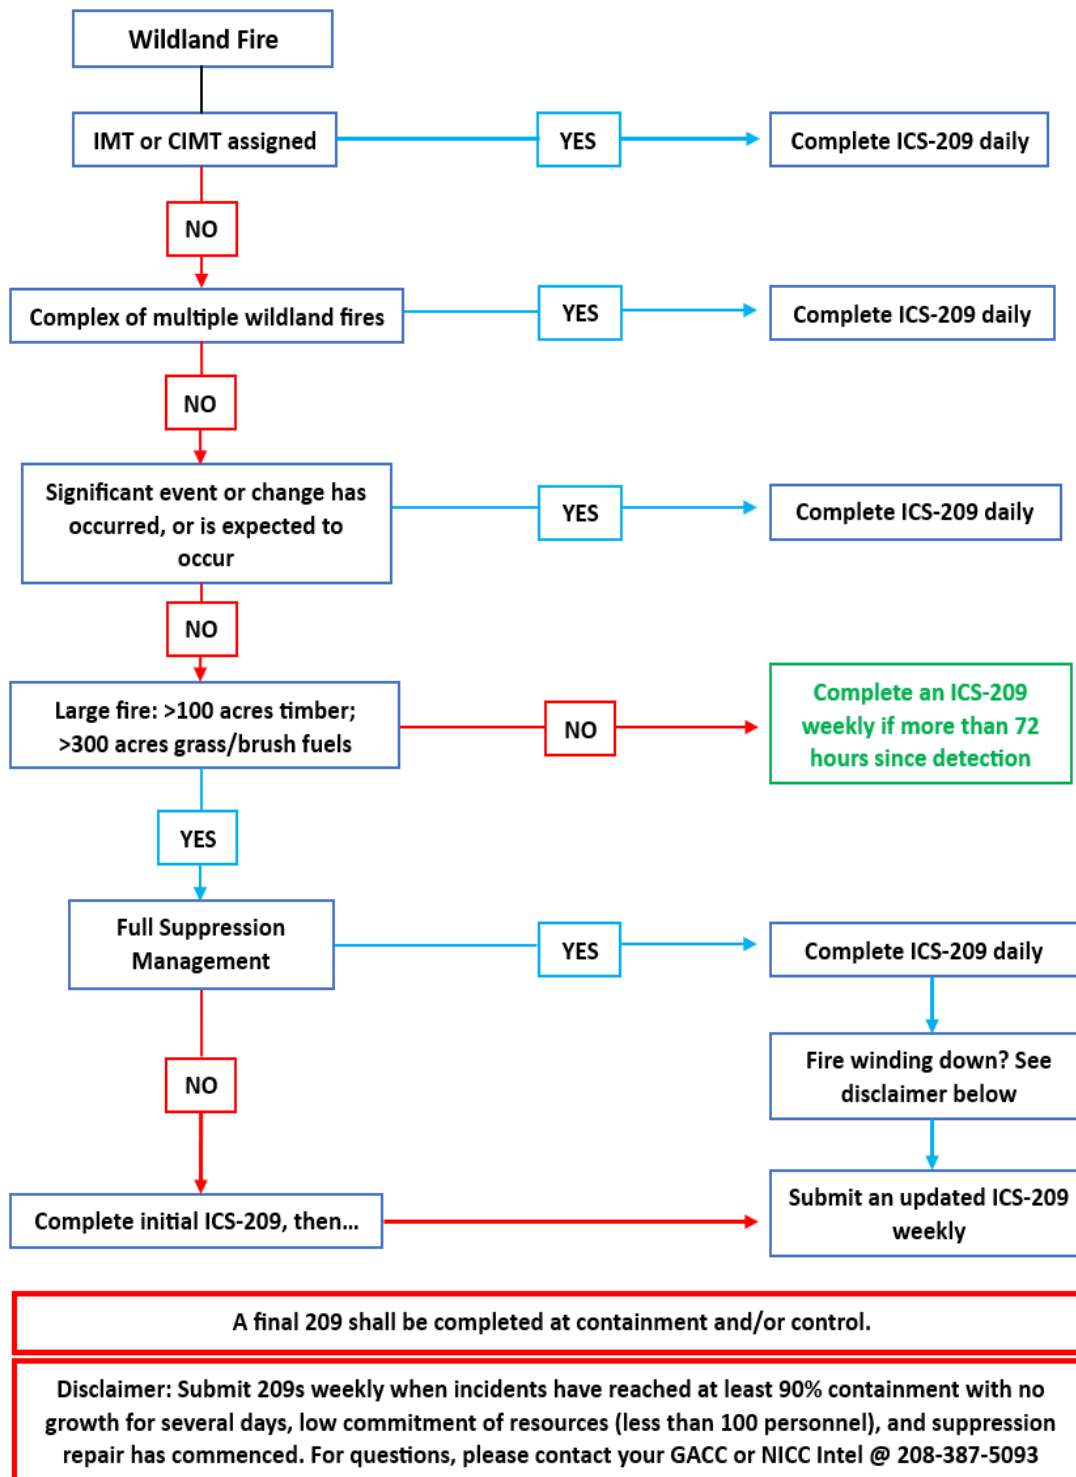 Wildland Fire
IMT or CIMT assigned
YES
Complete ICS-209 daily
NO
Complex of multiple wildland fires
YES
Complete ICS-209 daily
NO
Significant event or change has
occurred, or is expected to
occur
YES
Complete ICS-209 daily
NO
Large fire: >100 acres timber;
>300 acres grass/brush fuels
NO
Complete an ICS-209
weekly if more than 72
hours since detection
YES
Full Suppression
Management
YES
Complete ICS-209 daily
Fire winding down? See
disclaimer below
NO
Complete initial ICS-209, then...
Submit an updated ICS-209
weekly
A final 209 shall be completed at containment and/or control.
Disclaimer: Submit 209s weekly when incidents have reached at least 90% containment with no
growth for several days, low commitment of resources (less than 100 personnel), and suppression
repair has commenced. For questions, please contact your GACC or NICC Intel @ 208-387-5093